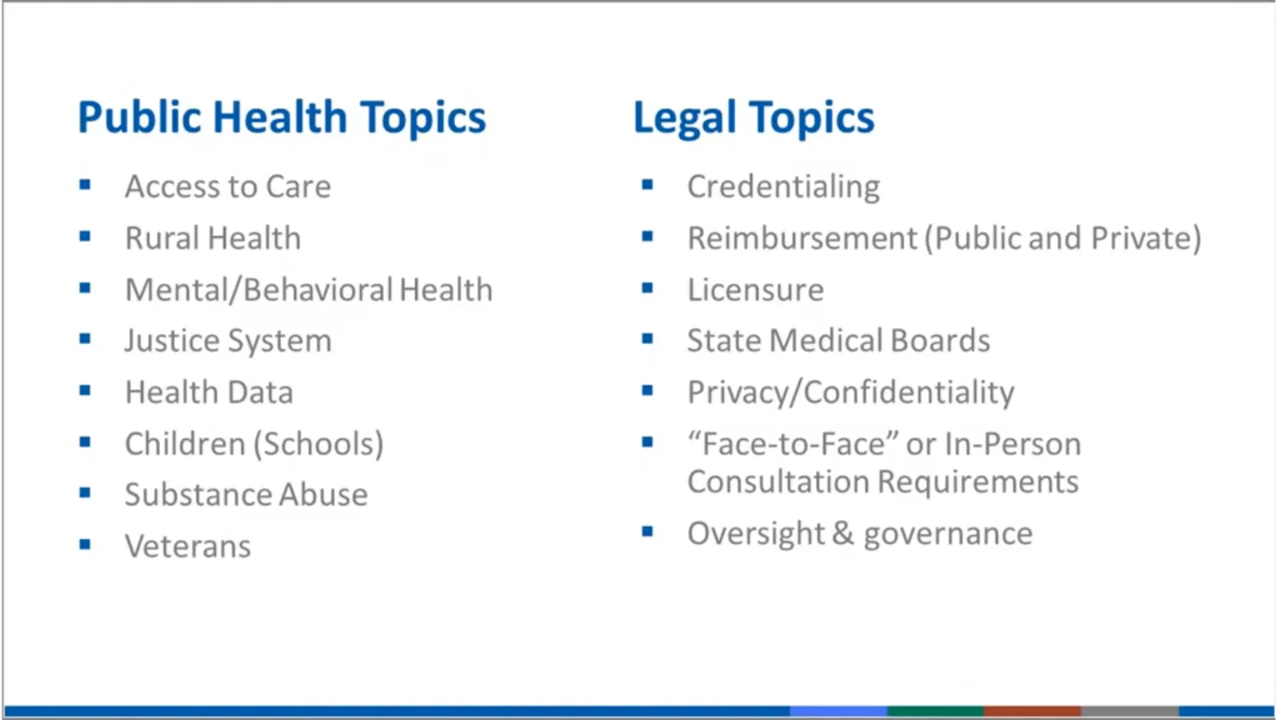 Public Health Topics
Access to Care
Rural Health
Mental/Behavioral Health
Justice System
Health Data
Children (Schools)
Substance Abuse
Veterans
Legal Topics
Credentialing
Reimbursement (Public and Private)
Licensure
State Medical Boards
Privacy/Confidentiality
“Face-to-Face” or In-Person
Consultation Requirements
Oversight & governance